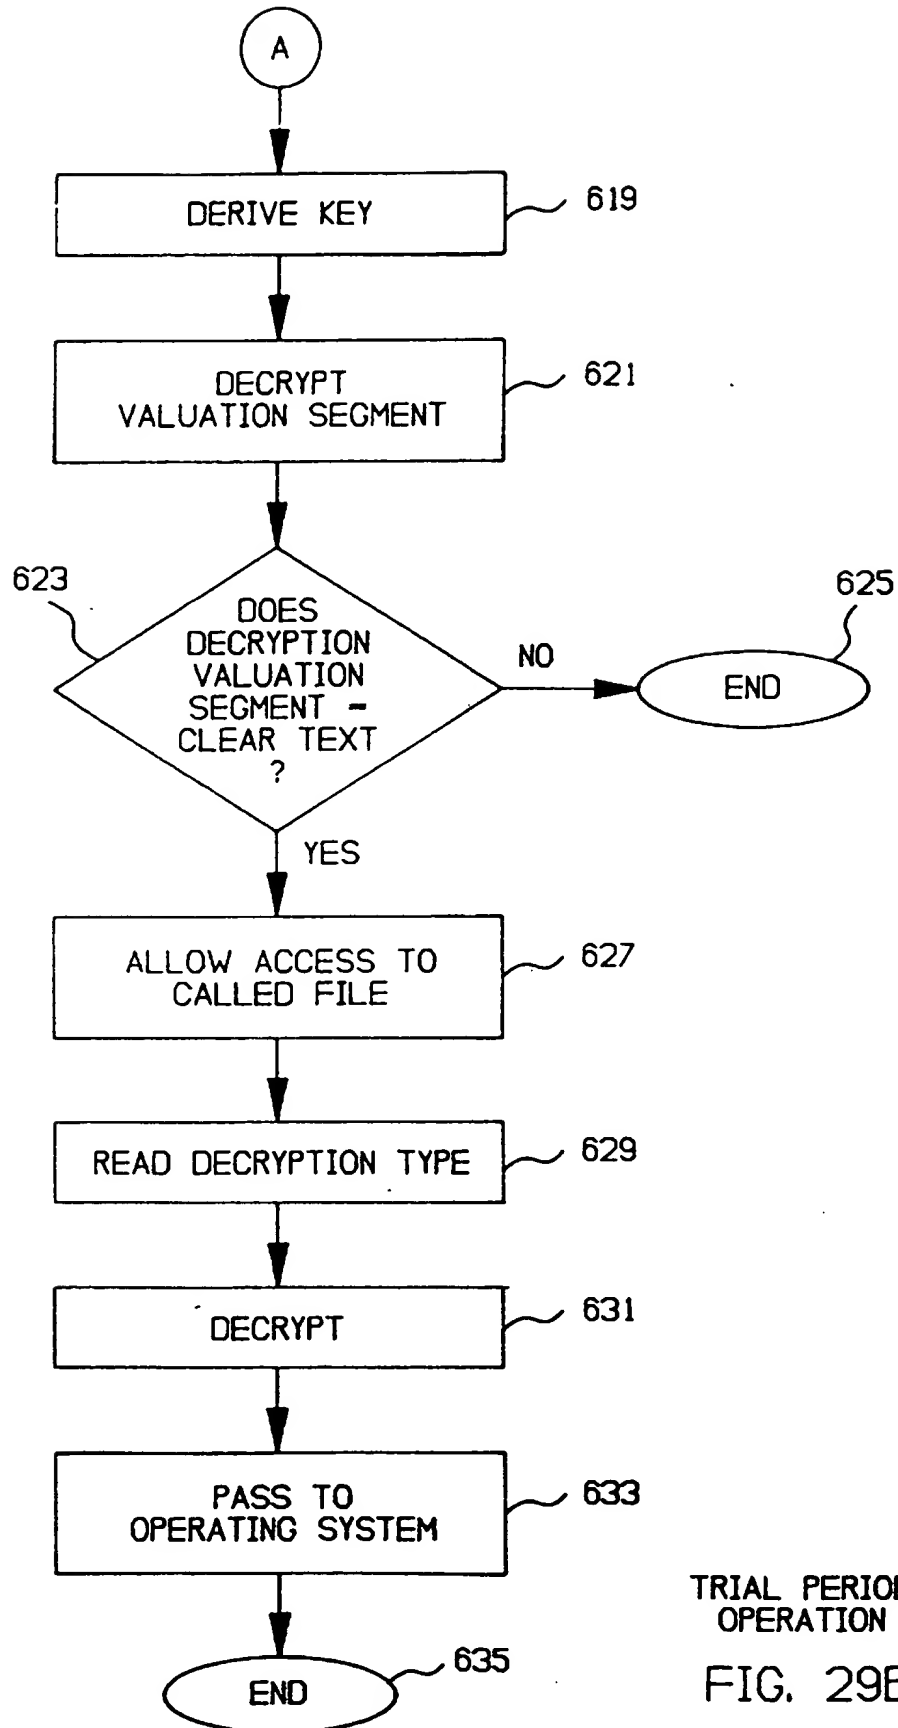 A
DERIVE KEY
619
DECRYPT
VALUATION SEGMENT
621
623
DOES
DECRYPTION
VALUATION
SEGMENT -
CLEAR TEXT
?
NO
625
END
YES
ALLOW ACCESS TO
CALLED FILE
627
READ DECRYPTION TYPE
629
DECRYPT
631
PASS TO
OPERATING SYSTEM
633
END
635
TRIAL
OPERATION
FIG.